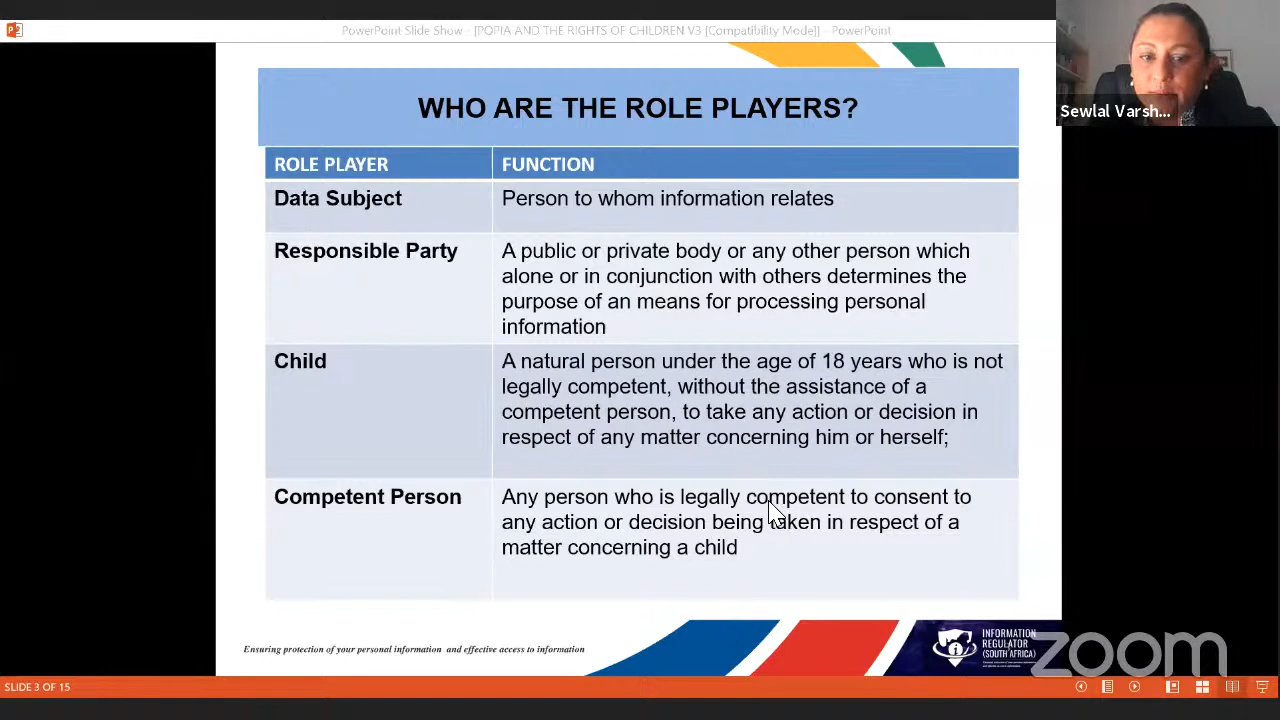 PowerPoint Slide Show - [POPIA AND THE RIGHTS OF CHILDREN V3 [Compatibility Mode]] - PowerPoint
Sewlal Varsh...
WHO ARE THE ROLE PLAYERS?
ROLE PLAYER FUNCTION
Data Subject Person to whom information relates
Responsible Party A public or private body or any other person which
alone or in conjunction with others determines the
purpose of an means for processing personal
information
Child A natural person under the age of 18 years who is not
legally competent, without the assistance of a
competent person, to take any action or decision in
respect of any matter concerning him or herself;
Competent Person Any person who is legally competent to consent to
any action or decision being taken in respect of a
matter concerning a child
Ensuring protection of your personal information and effective access to information
INFORMATION
REGULATOR
(SOUTH AFRICA)
zoom
SLIDE 3 OF 15